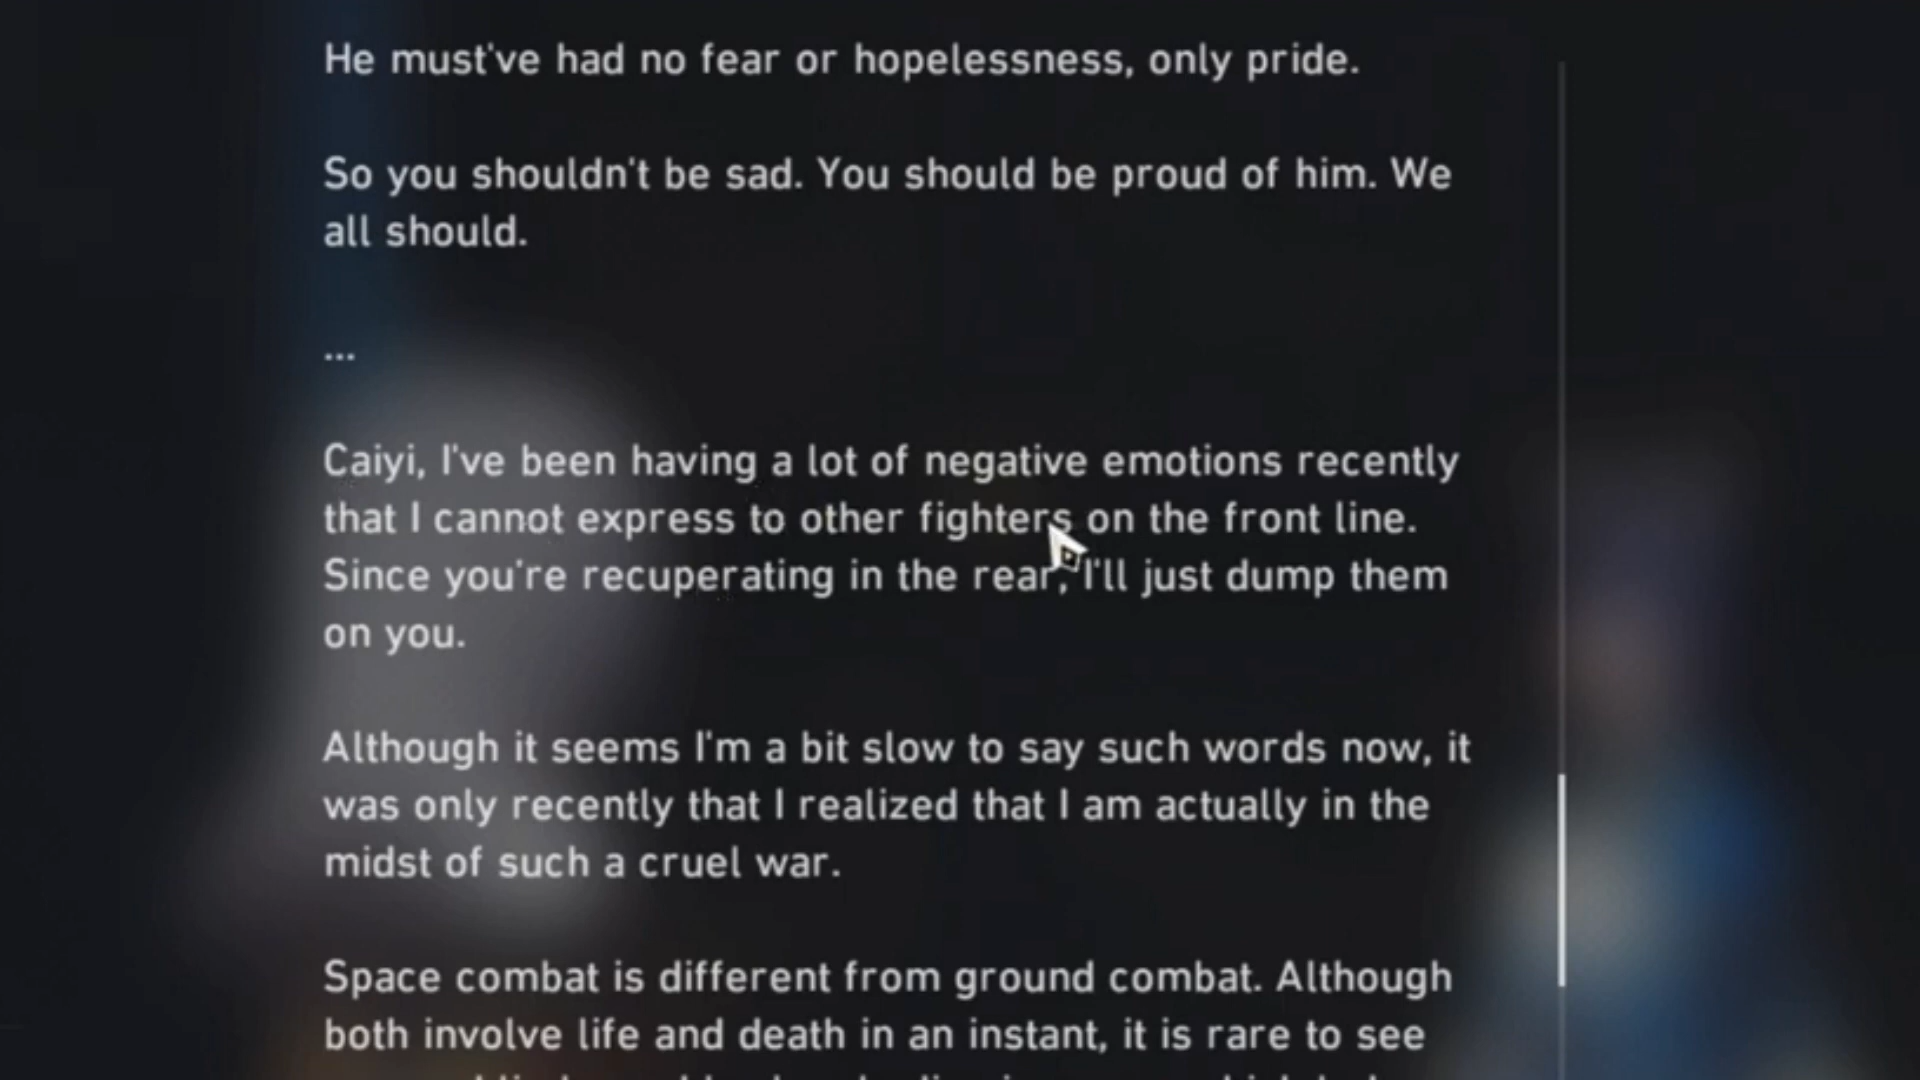 He must've had no fear or hopelessness, only pride.
So you shouldn't be sad. You should be proud of him. We
all should.
...
Caiyi, I've been having a lot of negative emotions recently
that I cannot express to other fighters on the front line.
Since you're recuperating in the rear, I'll just dump them
on you.
Although it seems I'm a bit slow to say such words now, it
was only recently that I realized that I am actually in the
midst of such a cruel war.
Space combat is different from ground combat. Although
both involve life and death in an instant, it is rare to see